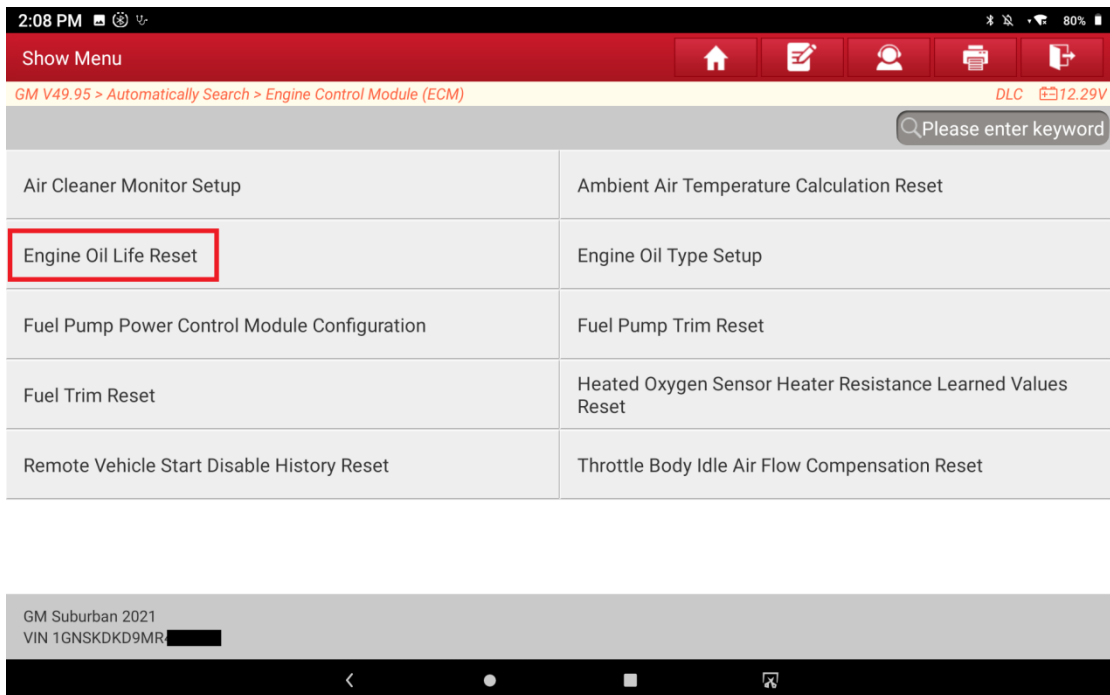 2:08 PM 80%
Show Menu
GM V49.95 > Automatically Search > Engine Control Module (ECM) DLC 12.29V
Please enter keyword
Air Cleaner Monitor Setup
Ambient Air Temperature Calculation Reset
Engine Oil Life Reset
Engine Oil Type Setup
Fuel Pump Power Control Module Configuration
Fuel Pump Trim Reset
Fuel Trim Reset
Heated Oxygen Sensor Heater Resistance Learned Values
Reset
Remote Vehicle Start Disable History Reset
Throttle Body Idle Air Flow Compensation Reset
GM Suburban 2021
VIN 1GNSKDKD9MR